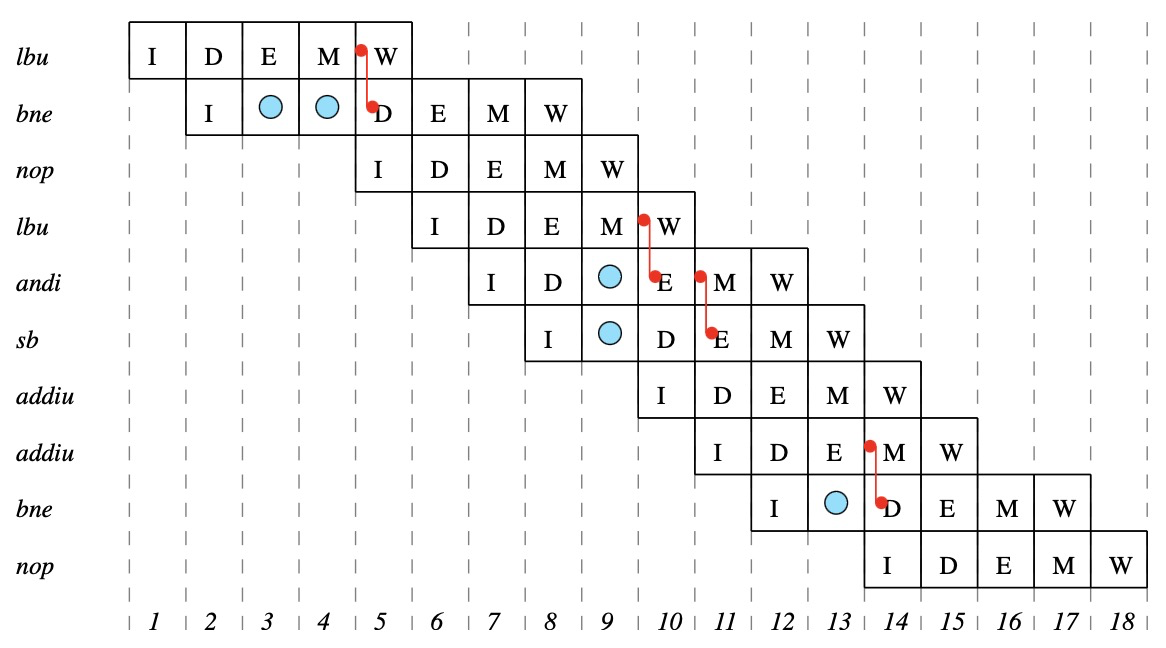 lbu I D E M W
bne I D E M W
nop I D E M W
lbu I D E M W
andi I D E M W
sb I D E M W
addiu I D E M W
addiu I D E M W
bne I D E M W
nop I D E M W
1 2 3 4 5 6 7 8 9 10 11 12 13 14 15 16 17 18